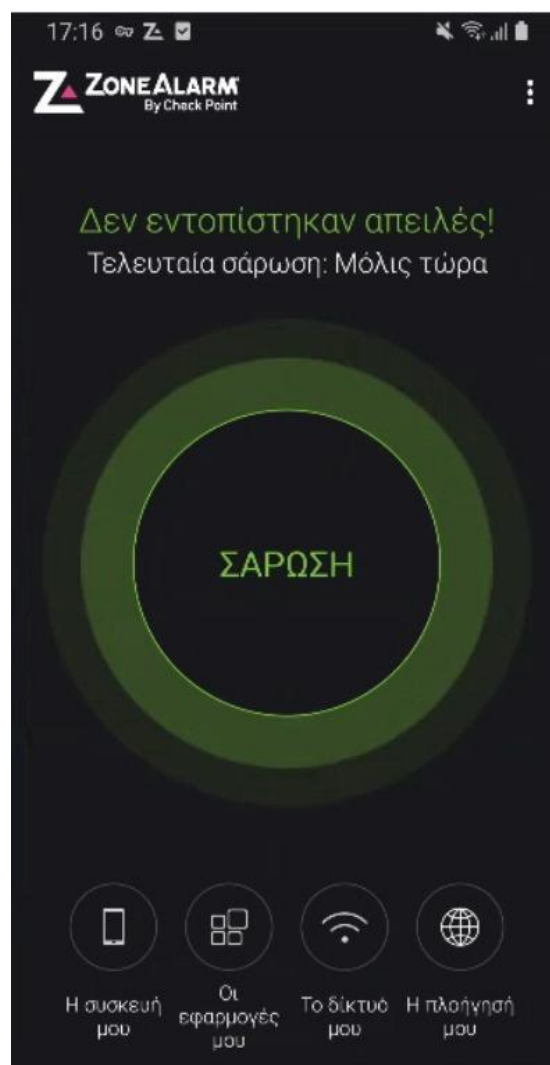 17:16
ZONEALARM
By Check Point
Δεν εντοπίστηκαν απειλές!
Τελευταία σάρωση: Μόλις τώρα
ΣΑΡΩΣΗ
Η συσκευή
μου
Οι
εφαρμογές
μου
Το δίκτυό
μου
Η πλοήγησή
μου